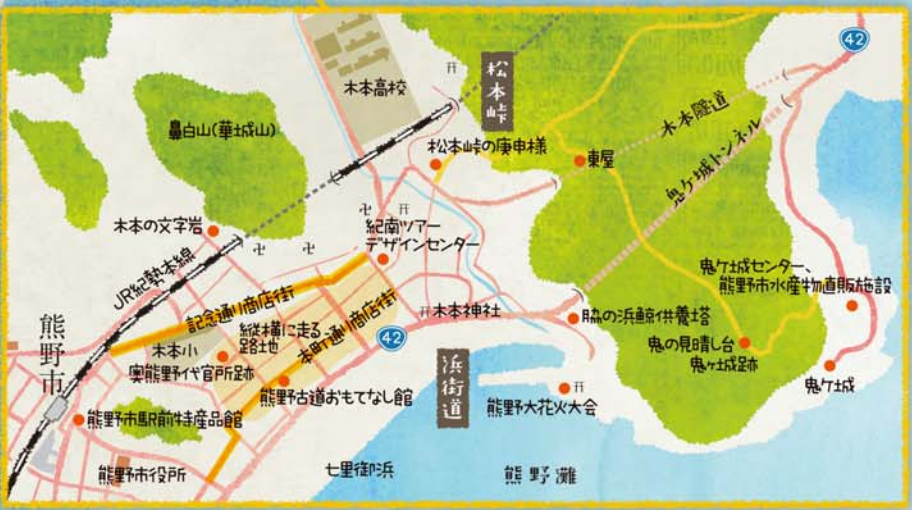 42
木本高校
松本峠
鼻白山(華城山)
木本隧道
松本峠の庚申様
東屋
鬼ケ城トンネル
木本の文字岩
紀南ツアー
デザインセンター
JR紀勢本線
鬼ケ城センター、
熊野市水産物直販施設
記念通り商店街
木本神社
脇の浜鯨供養塔
熊野市
縦横に走る
路地
本町通り商店街
42
木本小
奥熊野代官所跡
鬼の見晴し台
鬼ケ城跡
鬼ケ城
浜街道
熊野古道おもてなし館
熊野大花火大会
熊野市駅前特産品館
熊野市役所
七里御浜
熊野灘